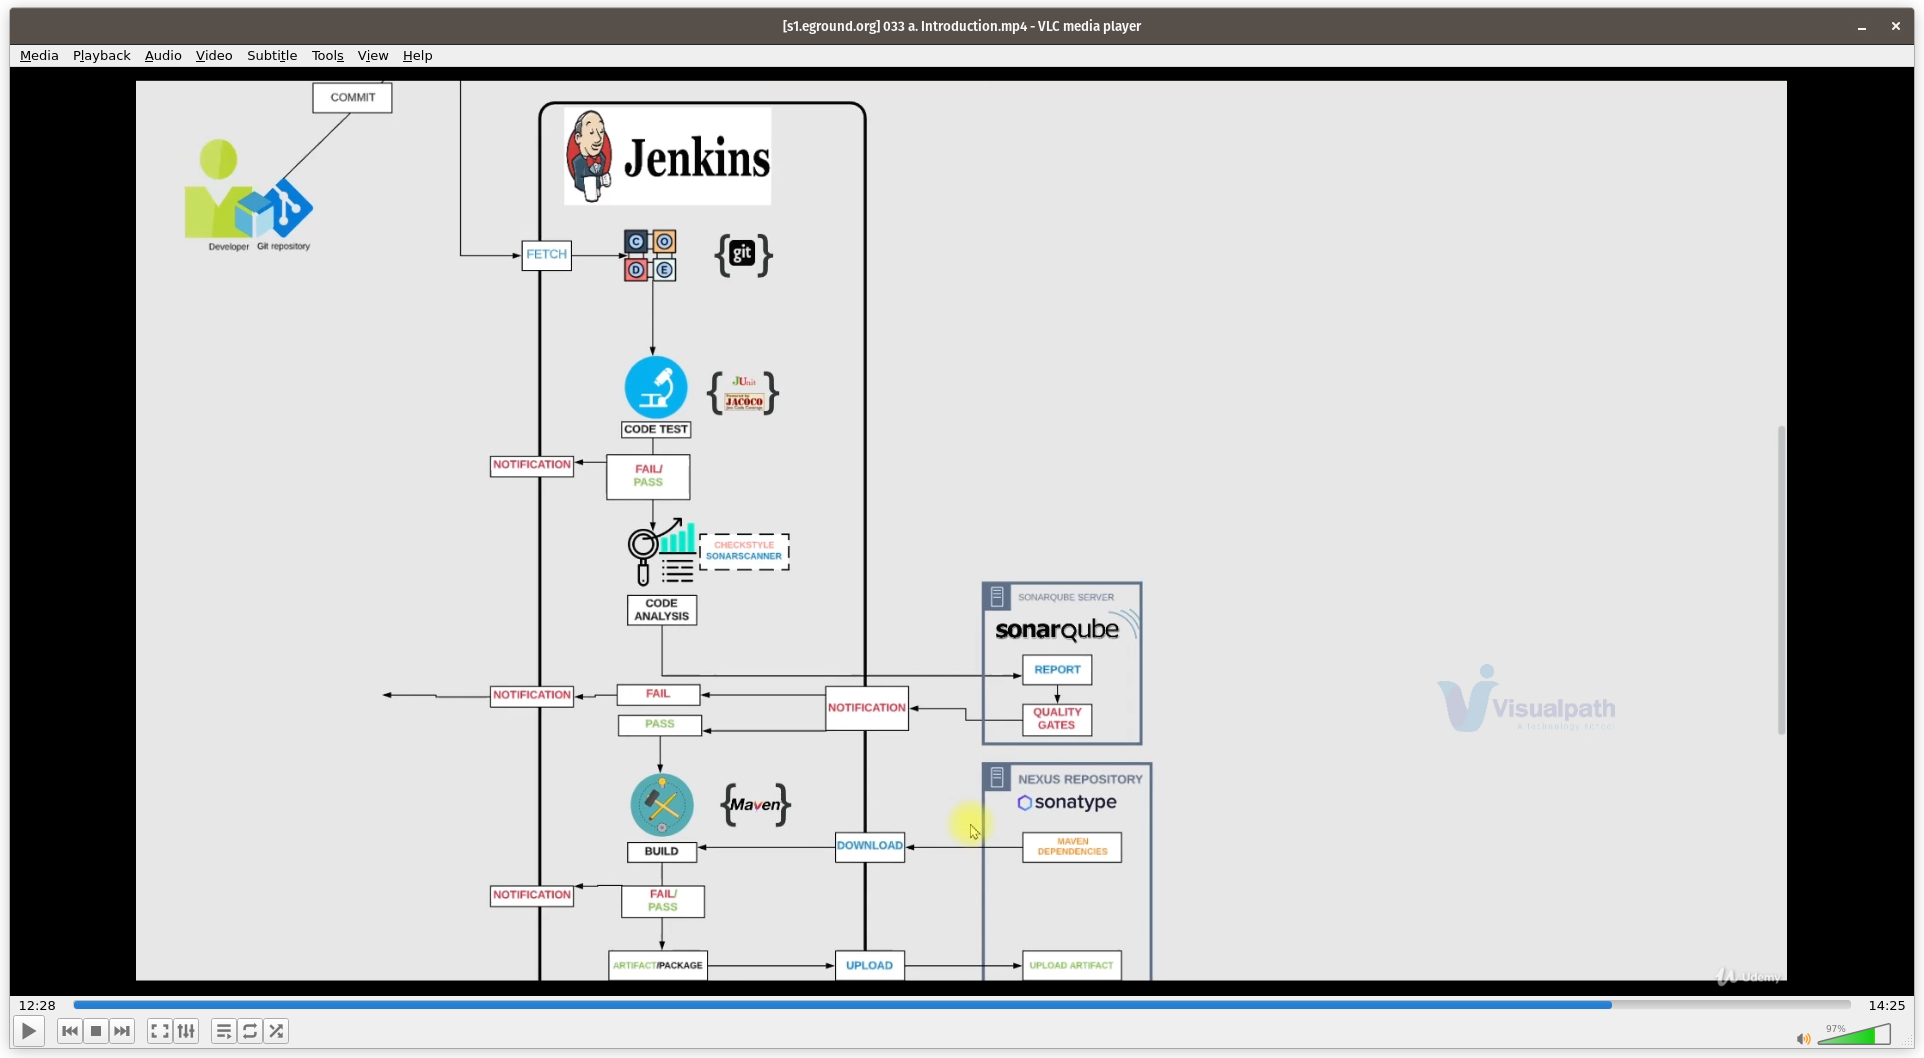 [s1.eground.org] 033 a. Introduction.mp4 - VLC media player
Media Playback Audio Video Subtitle Tools View Help
COMMIT
Jenkins
Developer Git repository
FETCH
C O
D E
{git}
JUnit
JACOCO
CODE TEST
NOTIFICATION
FAIL/
PASS
CHECKSTYLE
SONARSCANNER
CODE
ANALYSIS
SONARQUBE SERVER
sonarqube
REPORT
NOTIFICATION
FAIL
PASS
NOTIFICATION
QUALITY
GATES
Visualpath
a technology school
{Maven}
NEXUS REPOSITORY
sonatype
BUILD
DOWNLOAD
MAVEN
DEPENDENCIES
NOTIFICATION
FAIL/
PASS
ARTIFACT/PACKAGE
UPLOAD
UPLOAD ARTIFACT
Udemy
12:28
14:25
97%